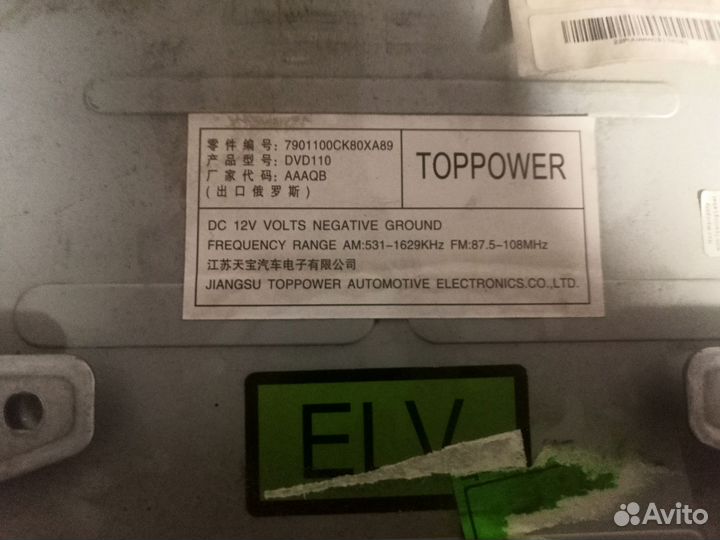 零件编号: 7901100CK80XA89
产品型号: DVD110
厂家代码: AAAQB
(出口俄罗斯)
TOPPOWER
DC 12V VOLTS NEGATIVE GROUND
FREQUENCY RANGE AM:531-1629KHz FM:87.5-108MHz
江苏天宝汽车电子有限公司
JIANGSU TOPPOWER AUTOMOTIVE ELECTRONICS.CO.,LTD.
ELV
Avito